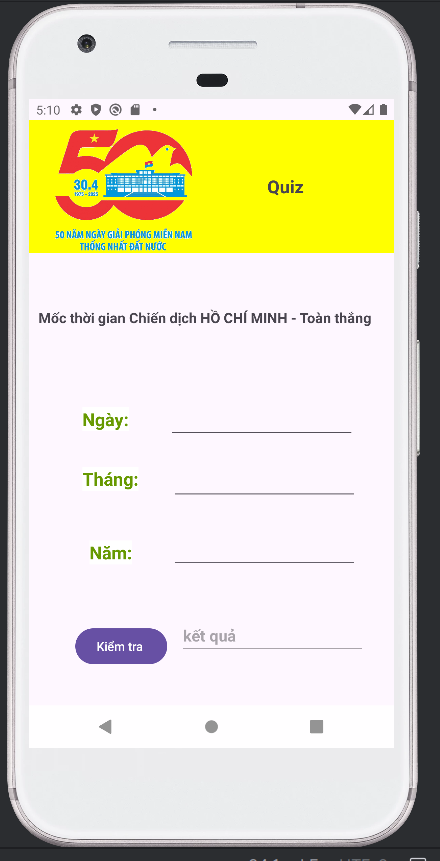 5:10
30.4
1975 - 2025
50 NĂM NGÀY GIẢI PHÓNG MIỀN NAM
THỐNG NHẤT ĐẤT NƯỚC
Quiz
Mốc thời gian Chiến dịch HỒ CHÍ MINH - Toàn thắng
Ngày:
Tháng:
Năm:
Kiểm tra
kết quả